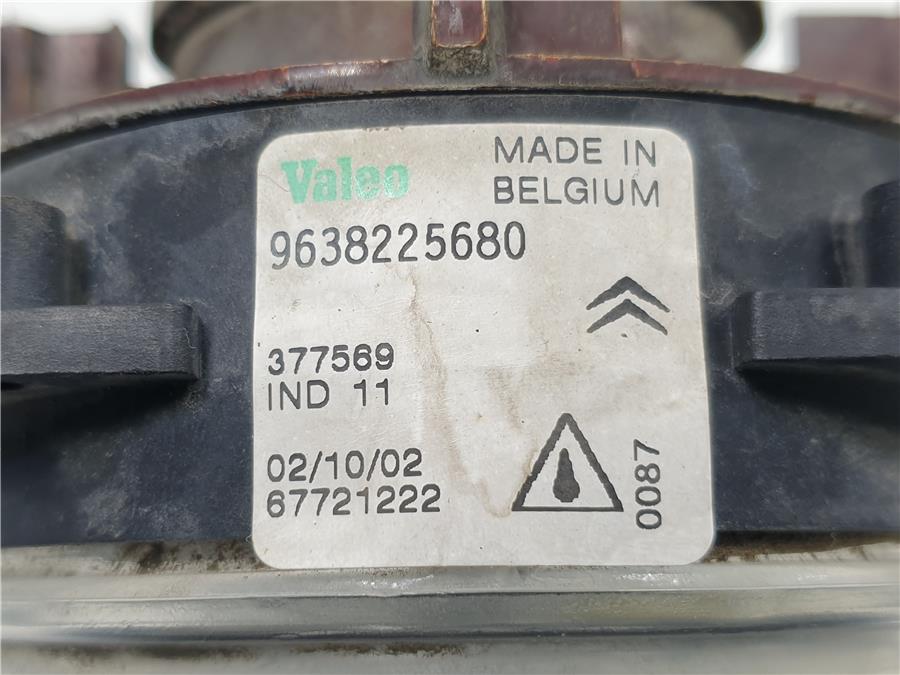 Valeo
MADE IN
BELGIUM
9638225680
377569
IND 11
02/10/02
67721222
0087